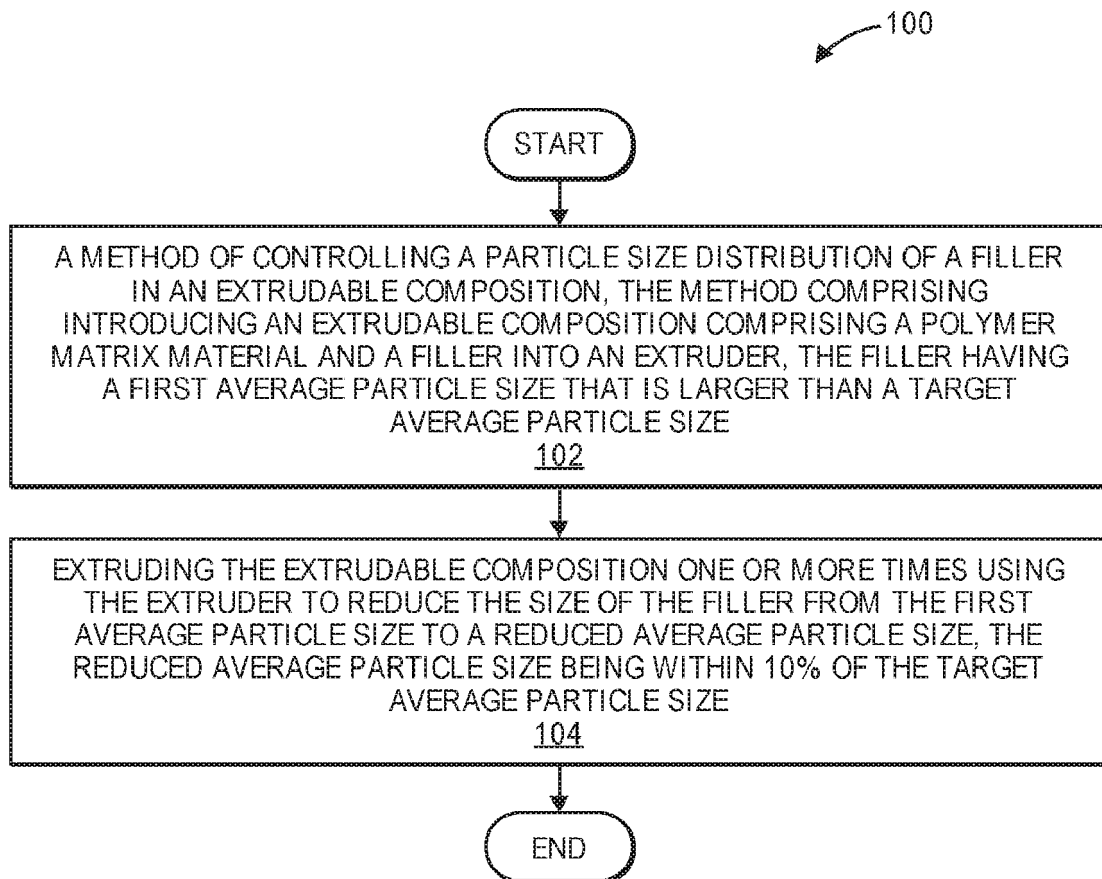 100
START
A METHOD OF CONTROLLING A PARTICLE SIZE DISTRIBUTION OF A FILLER
IN AN EXTRUDABLE COMPOSITION, THE METHOD COMPRISING
INTRODUCING AN EXTRUDABLE COMPOSITION COMPRISING A POLYMER
MATRIX MATERIAL AND A FILLER INTO AN EXTRUDER, THE FILLER HAVING
A FIRST AVERAGE PARTICLE SIZE THAT IS LARGER THAN A TARGET
AVERAGE PARTICLE SIZE
102
EXTRUDING THE EXTRUDABLE COMPOSITION ONE OR MORE TIMES USING
THE EXTRUDER TO REDUCE THE SIZE OF THE FILLER FROM THE FIRST
AVERAGE PARTICLE SIZE TO A REDUCED AVERAGE PARTICLE SIZE, THE
REDUCED AVERAGE PARTICLE SIZE BEING WITHIN 10% OF THE TARGET
AVERAGE PARTICLE SIZE
104
END